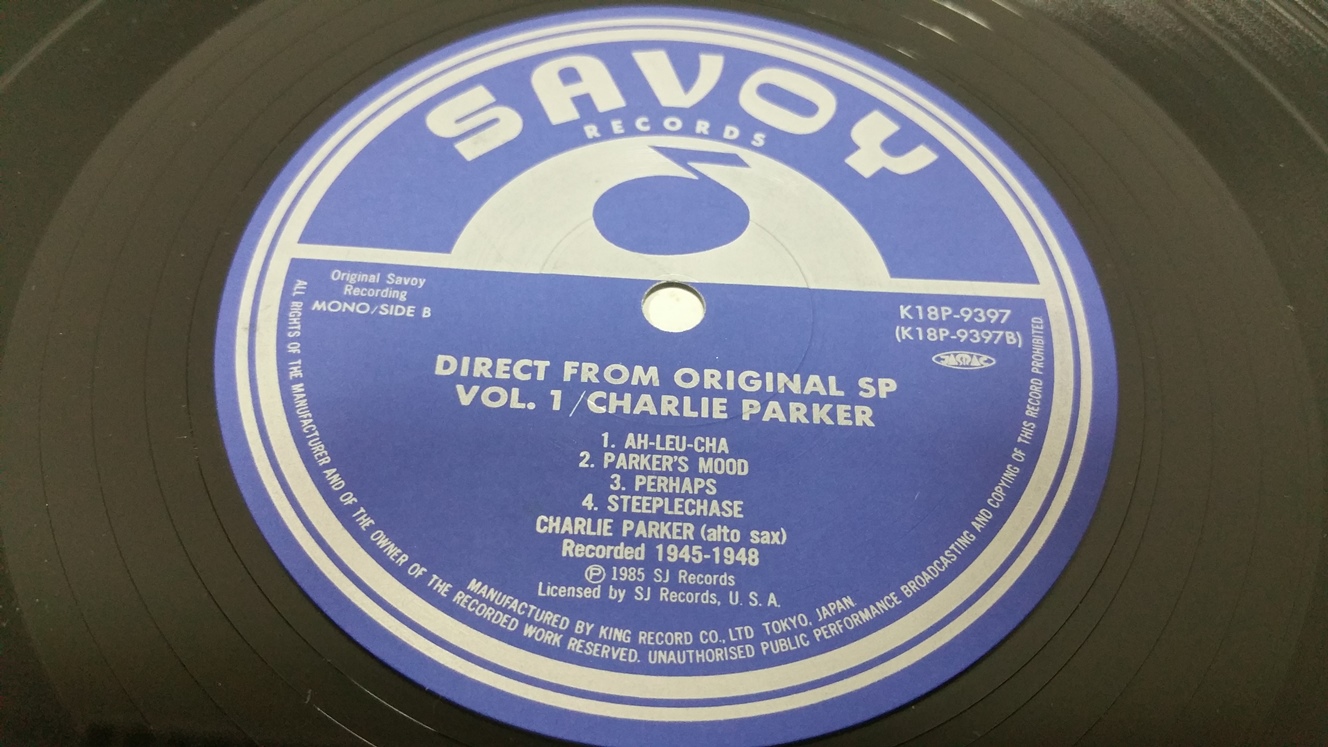 SAVOY
RECORDS
Original Savoy
Recording
MONO/SIDE B
K18P-9397
(K18P-9397B)
JASRAC
DIRECT FROM ORIGINAL SP
VOL. 1/CHARLIE PARKER
1. AH-LEU-CHA
2. PARKER'S MOOD
3. PERHAPS
4. STEEPLECHASE
CHARLIE PARKER (alto sax)
Recorded 1945-1948
Ⓟ 1985 SJ Records
Licensed by SJ Records, U. S. A.
MANUFACTURED BY KING RECORD CO., LTD TOKYO, JAPAN
ALL RIGHTS OF THE MANUFACTURER AND OF THE OWNER OF THE RECORDED WORK RESERVED. UNAUTHORISED PUBLIC PERFORMANCE BROADCASTING AND COPYING OF THIS RECORD PROHIBITED